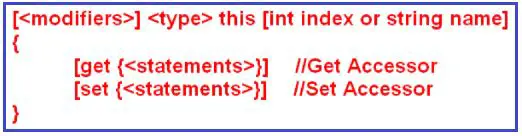 [<modifiers>] <type> this [int index or string name]
{
[get {<statements>}] //Get Accessor
[set {<statements>}] //Set Accessor
}